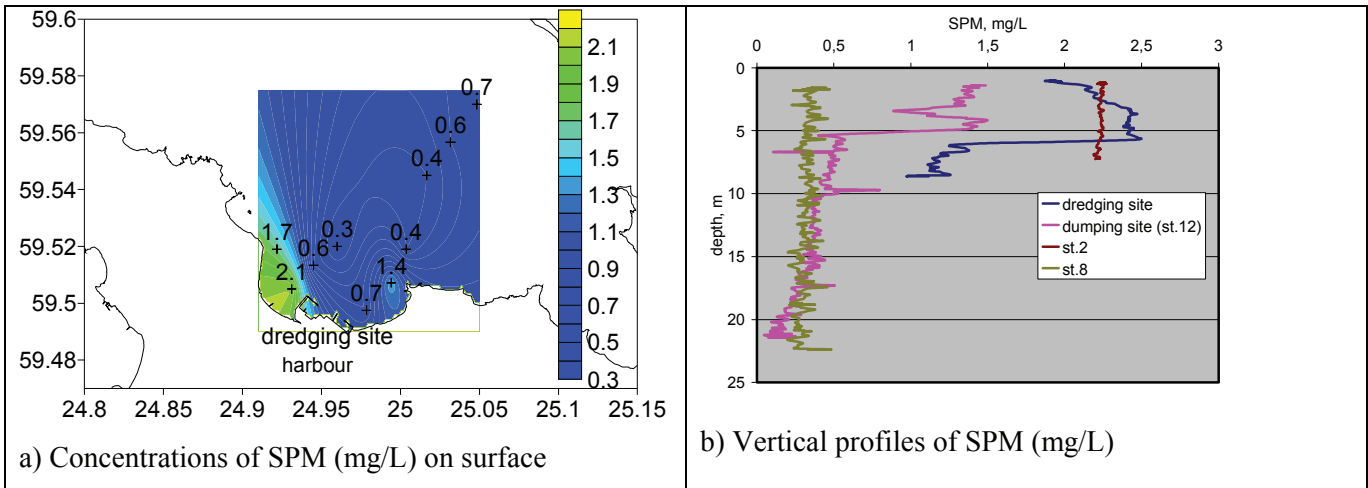 59.6
59.58
59.56
59.54
59.52
59.5
59.48
24.8 24.85 24.9 24.95 25 25.05 25.1 25.15
0.7
0.6
0.4
0.3
0.4
1.7
0.6
1.4
2.1
0.7
dredging site
harbour
2.1
1.9
1.7
1.5
1.3
1.1
0.9
0.7
0.5
0.3
a) Concentrations of SPM (mg/L) on surface
SPM, mg/L
0 0,5 1 1,5 2 2,5 3
0
5
10
15
20
25
depth, m
dredging site
dumping site (st.12)
st.2
st.8
b) Vertical profiles of SPM (mg/L)